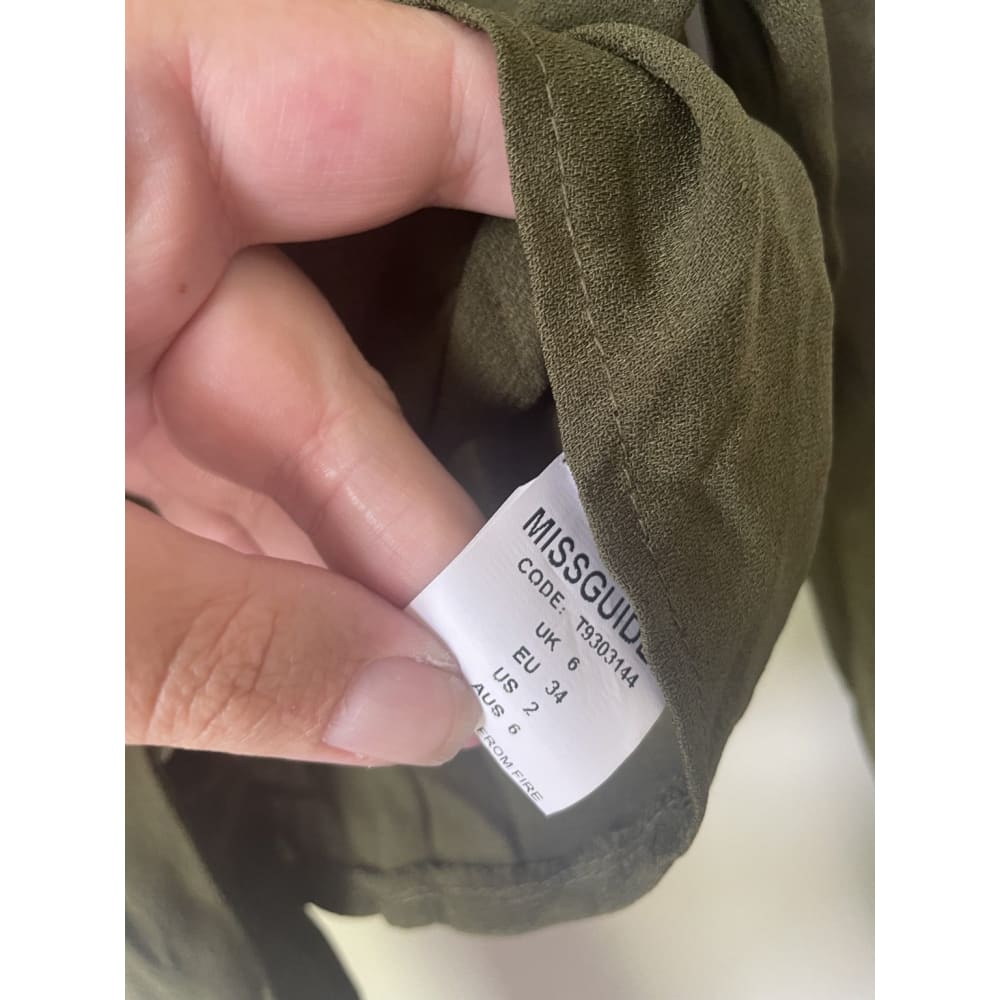 MISSGUIDE
CODE: T9303144
UK 6
EU 34
US 2
AUS 6
FROM FIRE